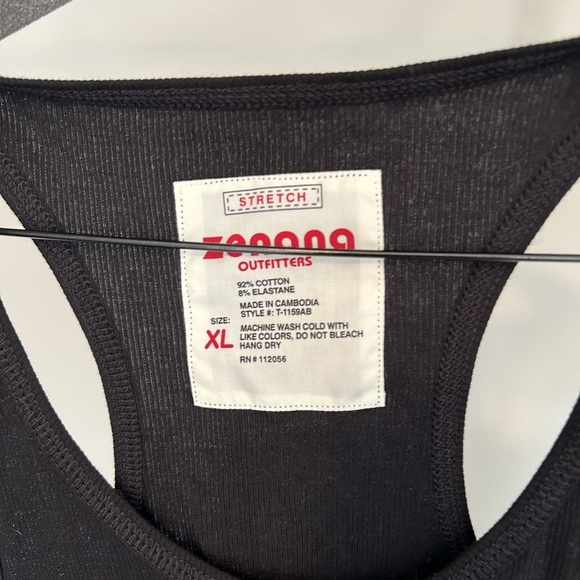 STRETCH
zenana
OUTFITTERS
92% COTTON
8% ELASTANE
MADE IN CAMBODIA
STYLE #: T-1159AB
SIZE:
XL
MACHINE WASH COLD WITH
LIKE COLORS, DO NOT BLEACH
HANG DRY
RN # 112056